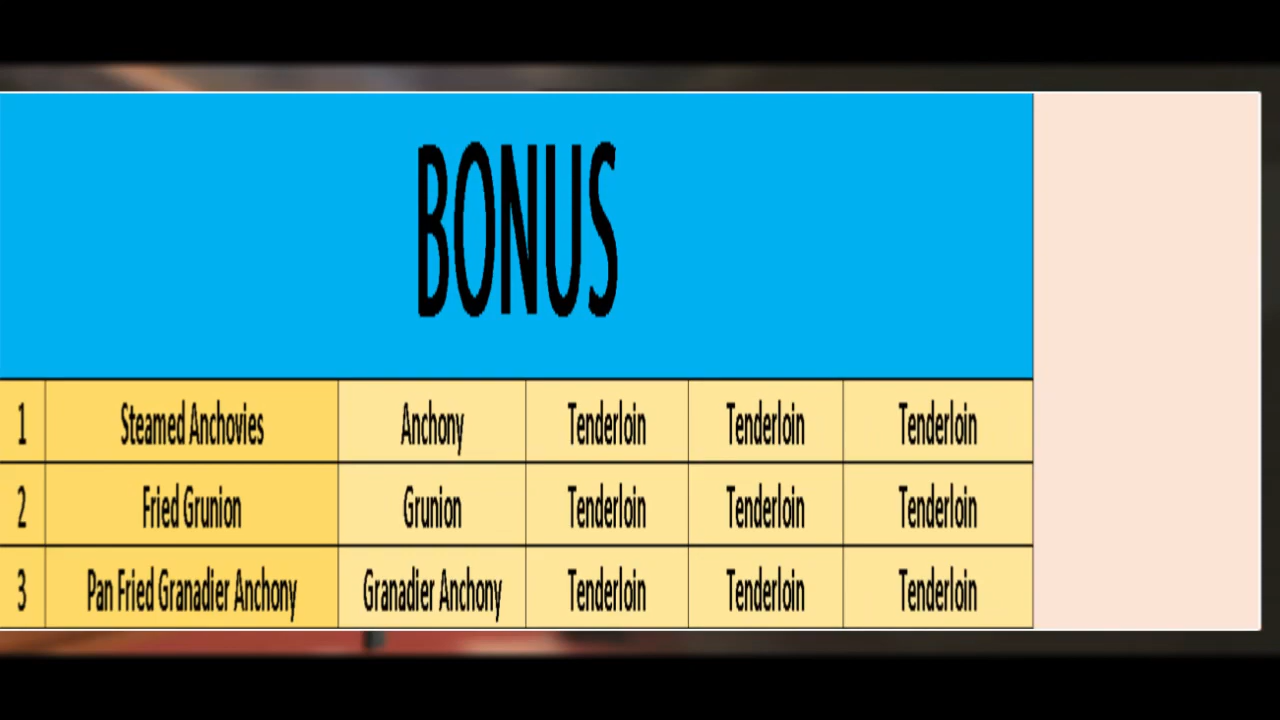 BONUS
1 Steamed Anchovies Anchony Tenderloin Tenderloin Tenderloin
2 Fried Grunion Grunion Tenderloin Tenderloin Tenderloin
3 Pan Fried Granadier Anchony Granadier Anchony Tenderloin Tenderloin Tenderloin